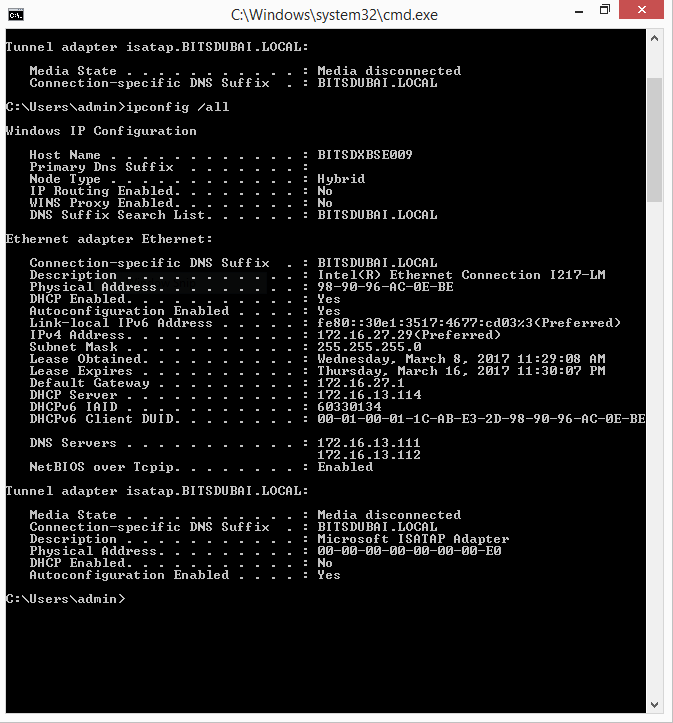 C:\Windows\system32\cmd.exe
Tunnel adapter isatap.BITSDUBAI.LOCAL:
Media State . . . . . . . . . . . : Media disconnected
Connection-specific DNS Suffix  . : BITSDUBAI.LOCAL
C:\Users\admin>ipconfig /all
Windows IP Configuration
Host Name . . . . . . . . . . . . : BITSDXBSE009
Primary Dns Suffix  . . . . . . . :
Node Type . . . . . . . . . . . . : Hybrid
IP Routing Enabled. . . . . . . . : No
WINS Proxy Enabled. . . . . . . . : No
DNS Suffix Search List. . . . . . : BITSDUBAI.LOCAL
Ethernet adapter Ethernet:
Connection-specific DNS Suffix  . : BITSDUBAI.LOCAL
Description . . . . . . . . . . . : Intel(R) Ethernet Connection I217-LM
Physical Address. . . . . . . . . : 98-90-96-AC-0E-BE
DHCP Enabled. . . . . . . . . . . : Yes
Autoconfiguration Enabled . . . . : Yes
Link-local IPv6 Address . . . . . : fe80::30e1:3517:4677:cd03%3(Preferred)
IPv4 Address. . . . . . . . . . . : 172.16.27.29(Preferred)
Subnet Mask . . . . . . . . . . . : 255.255.255.0
Lease Obtained. . . . . . . . . . : Wednesday, March 8, 2017 11:29:08 AM
Lease Expires . . . . . . . . . . : Thursday, March 16, 2017 11:30:07 PM
Default Gateway . . . . . . . . . : 172.16.27.1
DHCP Server . . . . . . . . . . . : 172.16.13.114
DHCPv6 IAID . . . . . . . . . . . : 60330134
DHCPv6 Client DUID. . . . . . . . : 00-01-00-01-1C-AB-E3-2D-98-90-96-AC-0E-BE
DNS Servers . . . . . . . . . . . : 172.16.13.111
172.16.13.112
NetBIOS over Tcpip. . . . . . . . : Enabled
Tunnel adapter isatap.BITSDUBAI.LOCAL:
Media State . . . . . . . . . . . : Media disconnected
Connection-specific DNS Suffix  . : BITSDUBAI.LOCAL
Description . . . . . . . . . . . : Microsoft ISATAP Adapter
Physical Address. . . . . . . . . : 00-00-00-00-00-00-00-E0
DHCP Enabled. . . . . . . . . . . : No
Autoconfiguration Enabled . . . . : Yes
C:\Users\admin>